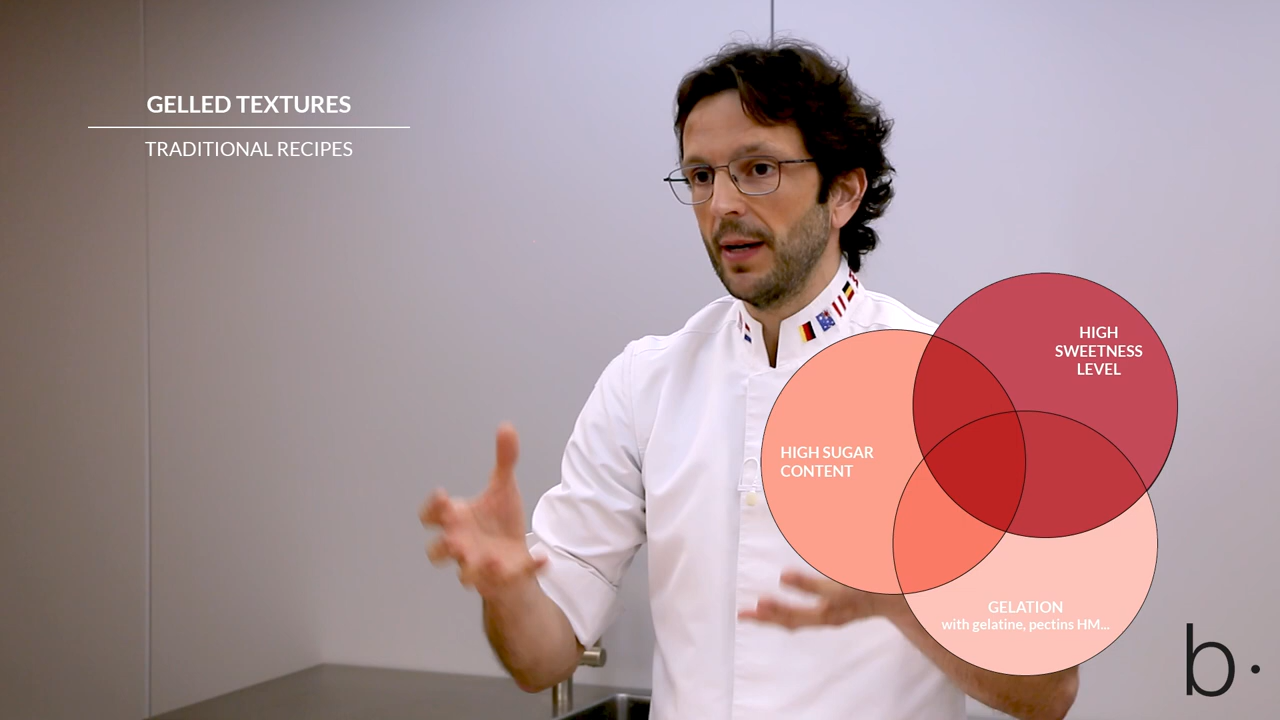 GELLED TEXTURES
TRADITIONAL RECIPES
HIGH
SWEETNESS
LEVEL
HIGH SUGAR
CONTENT
GELATION
with gelatine, pectins HM...
b·